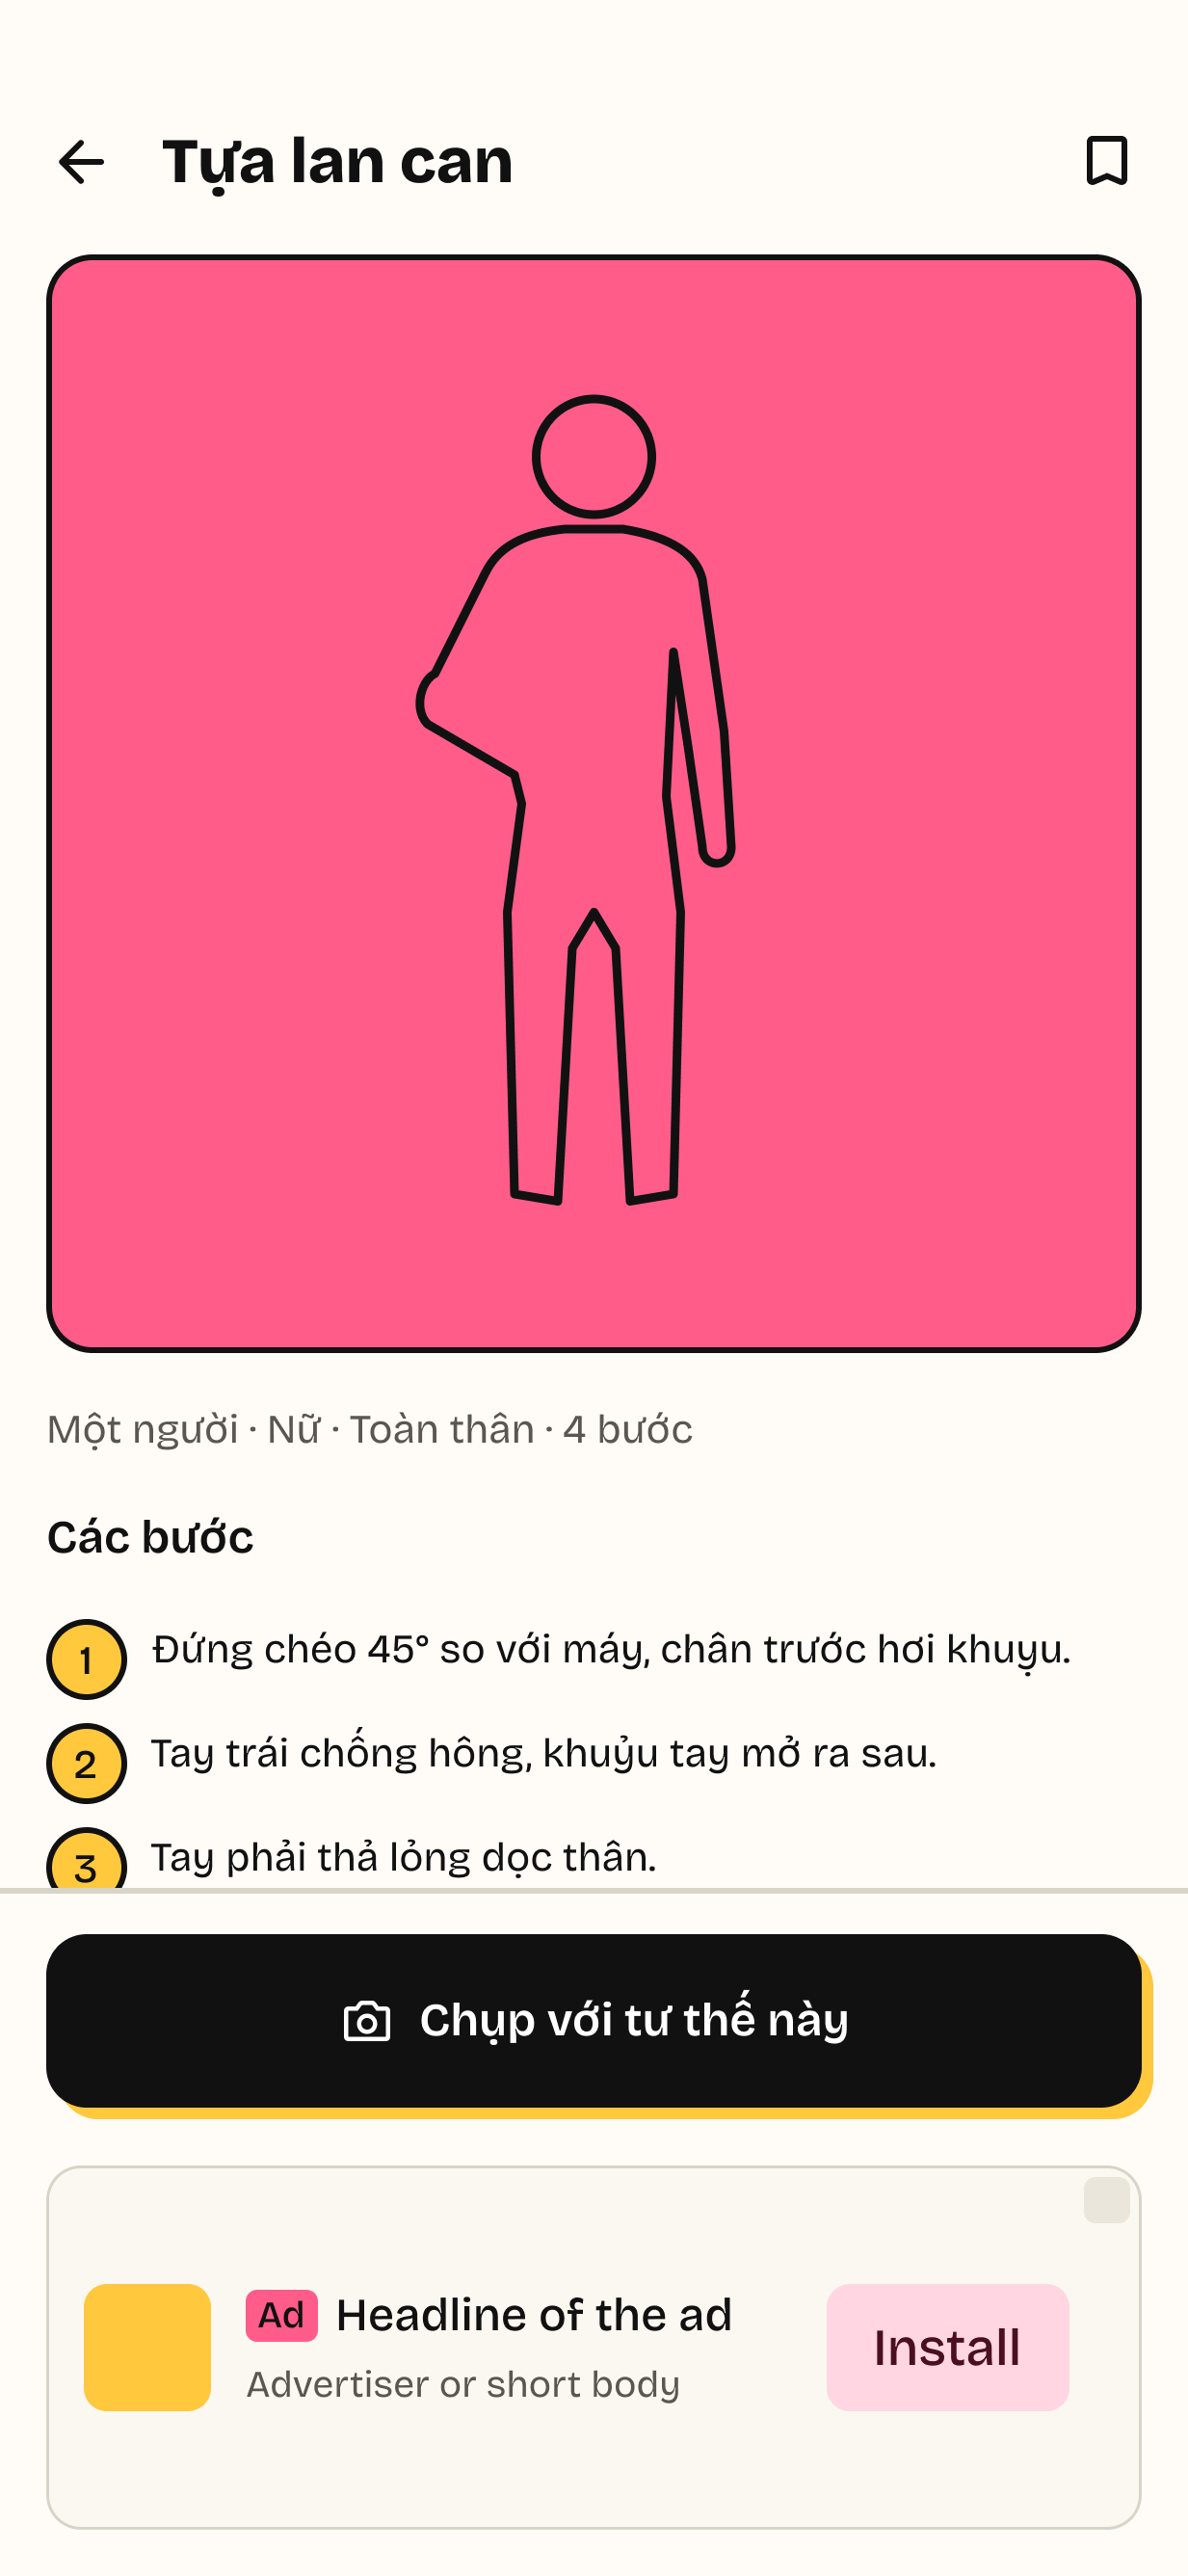 Tựa lan can
Một người · Nữ · Toàn thân · 4 bước
Các bước
1 Đứng chéo 45° so với máy, chân trước hơi khuỵu.
2 Tay trái chống hông, khuỷu tay mở ra sau.
3 Tay phải thả lỏng dọc thân.
Chụp với tư thế này
Ad Headline of the ad
Advertiser or short body
Install